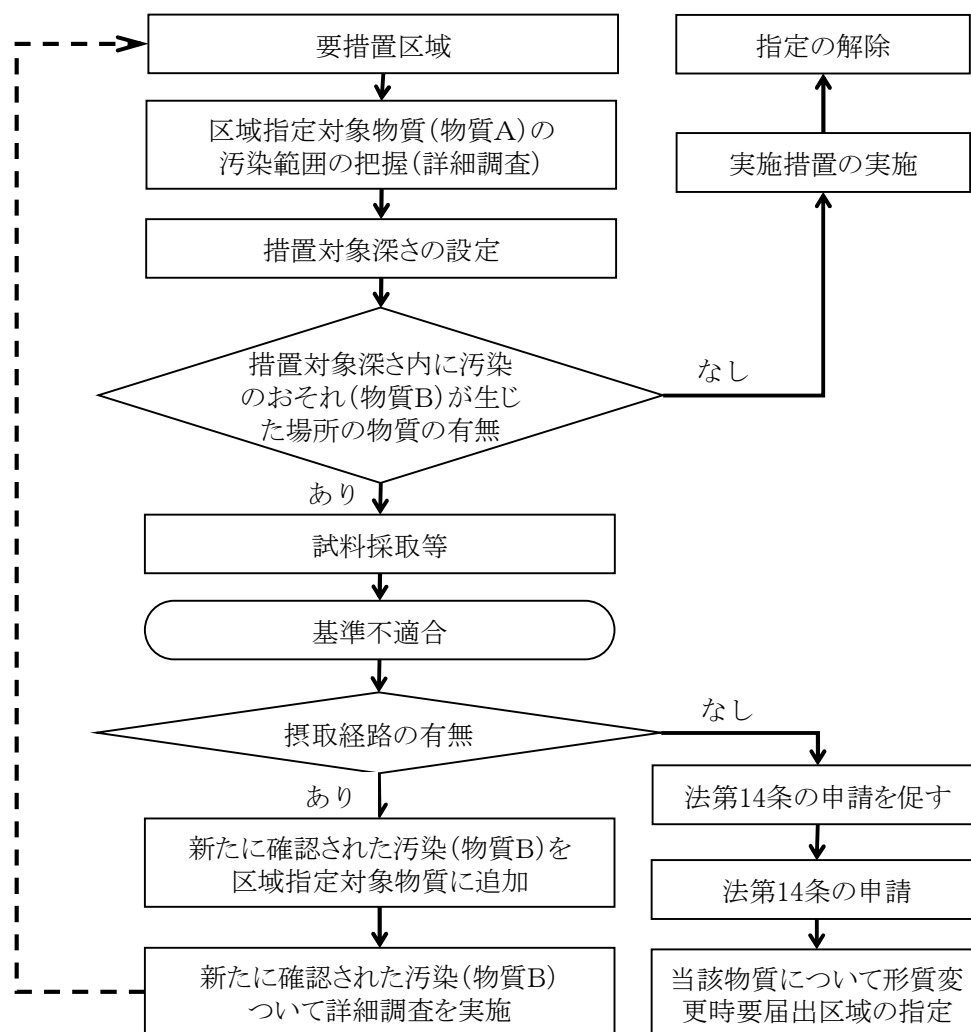 要措置区域
指定の解除
区域指定対象物質(物質A)の
汚染範囲の把握(詳細調査)
実施措置の実施
措置対象深さの設定
措置対象深さ内に汚染
のおそれ(物質B)が生じ
た場所の物質の有無
なし
あり
試料採取等
基準不適合
摂取経路の有無
なし
あり
法第14条の申請を促す
新たに確認された汚染(物質B)を
区域指定対象物質に追加
法第14条の申請
新たに確認された汚染(物質B)
ついて詳細調査を実施
当該物質について形質変
更時要届出区域の指定